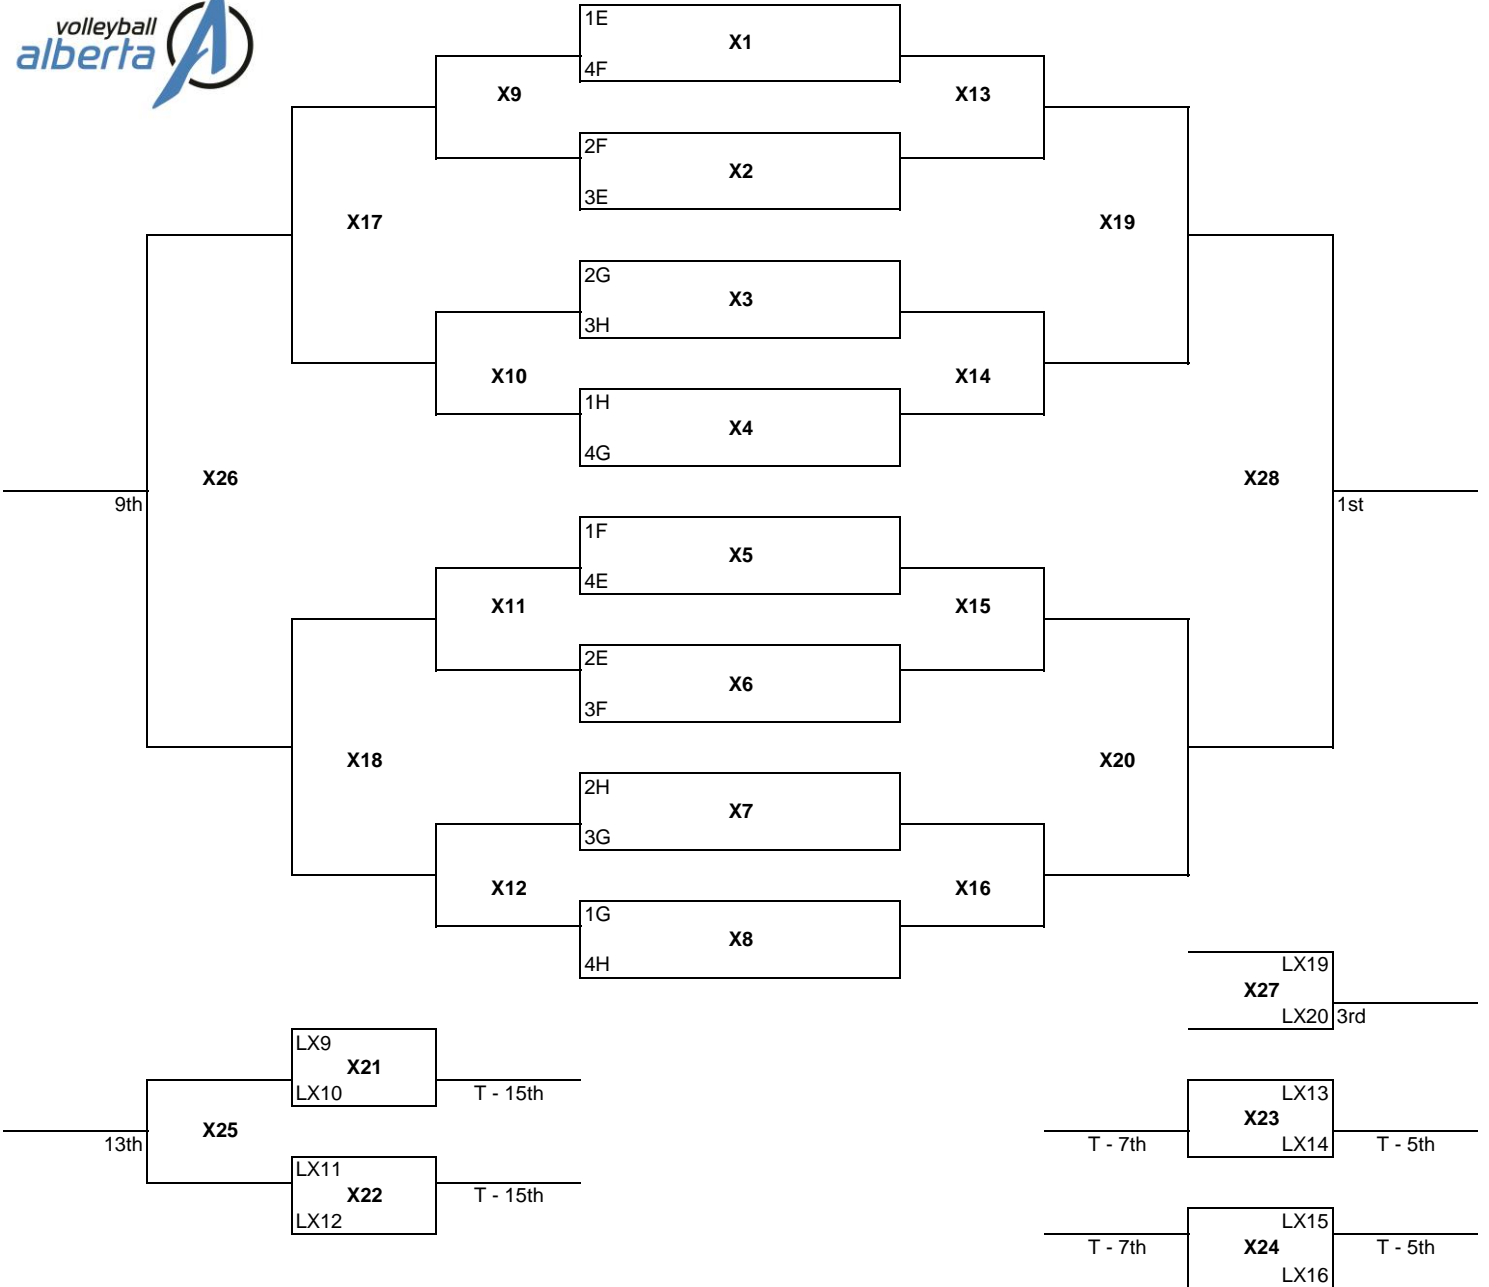 volleyball
alberta
1E
X1
4F
X9
X13
2F
X2
3E
X17
X19
2G
X3
3H
X10
X14
1H
X4
4G
X26
X28
9th
1st
1F
X5
4E
X11
X15
2E
X6
3F
X18
X20
2H
X7
3G
X12
X16
1G
X8
4H
LX19
X27
LX20
3rd
LX9
X21
LX10
T - 15th
X25
13th
LX11
X22
LX12
T - 15th
LX13
X23
LX14
T - 7th
T - 5th
LX15
X24
LX16
T - 7th
T - 5th